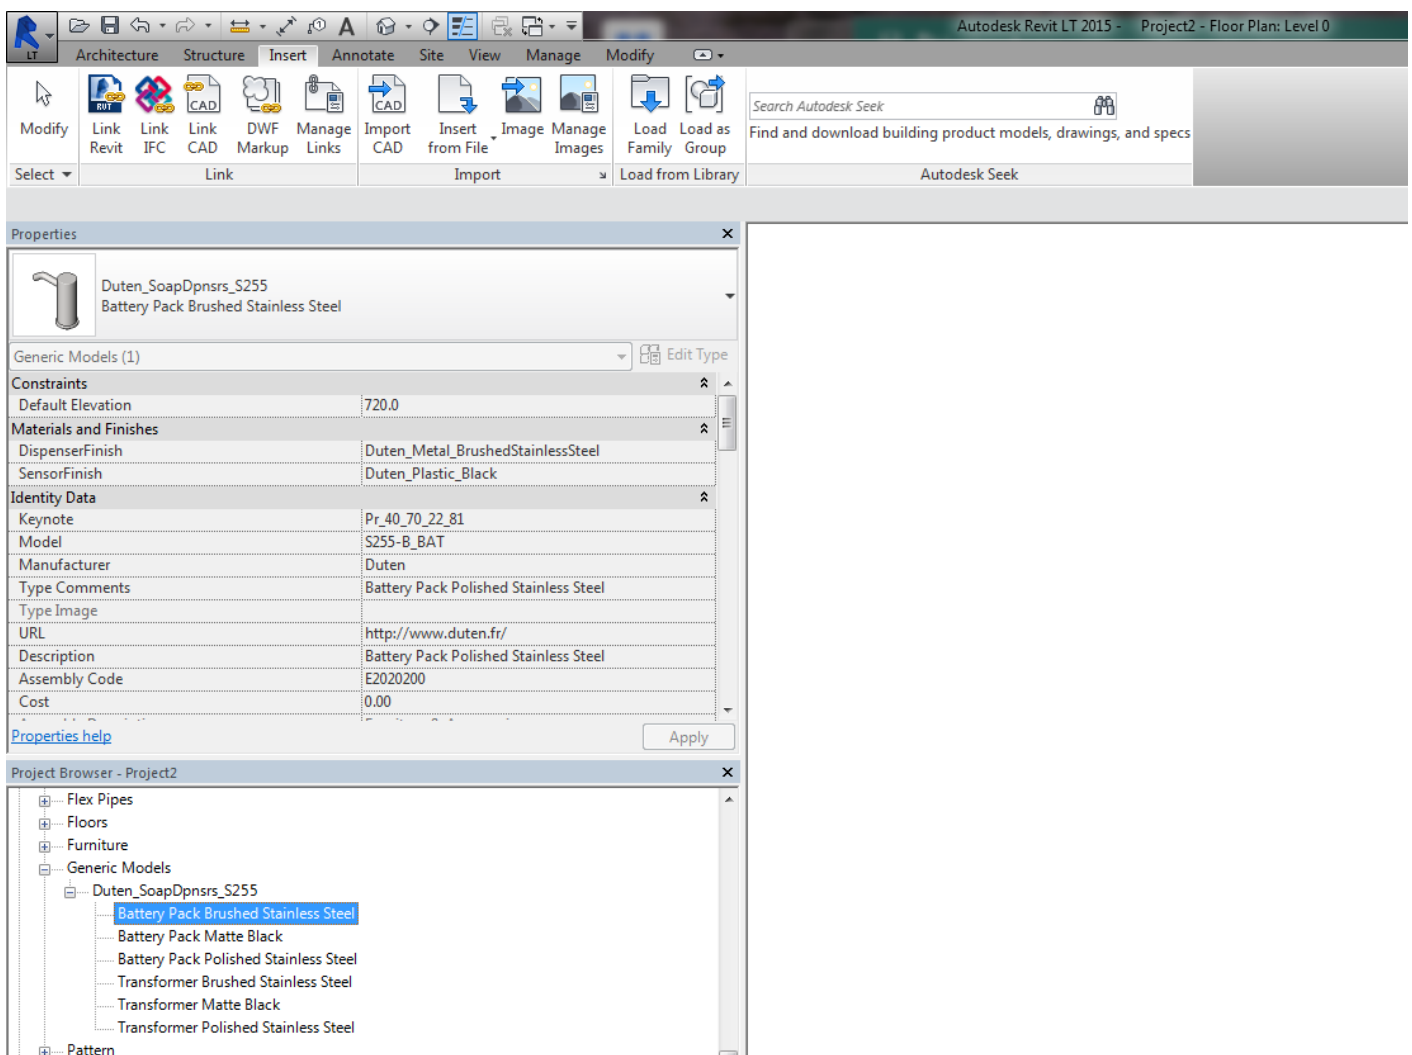 Autodesk Revit LT 2015 - Project2 - Floor Plan: Level 0
LT
Architecture Structure Insert Annotate Site View Manage Modify
Modify
Link Revit
Link IFC
Link CAD
DWF Markup
Manage Links
Import CAD
Insert from File
Image
Manage Images
Load Family
Load as Group
Search Autodesk Seek
Find and download building product models, drawings, and specs
Select Link Import Load from Library Autodesk Seek
Properties
Duten_SoapDpnsrs_S255
Battery Pack Brushed Stainless Steel
Generic Models (1) Edit Type
Constraints
Default Elevation 720.0
Materials and Finishes
DispenserFinish Duten_Metal_BrushedStainlessSteel
SensorFinish Duten_Plastic_Black
Identity Data
Keynote Pr_40_70_22_81
Model S255-B_BAT
Manufacturer Duten
Type Comments Battery Pack Polished Stainless Steel
Type Image
URL http://www.duten.fr/
Description Battery Pack Polished Stainless Steel
Assembly Code E2020200
Cost 0.00
Properties help Apply
Project Browser - Project2
Flex Pipes
Floors
Furniture
Generic Models
Duten_SoapDpnsrs_S255
Battery Pack Brushed Stainless Steel
Battery Pack Matte Black
Battery Pack Polished Stainless Steel
Transformer Brushed Stainless Steel
Transformer Matte Black
Transformer Polished Stainless Steel
Pattern